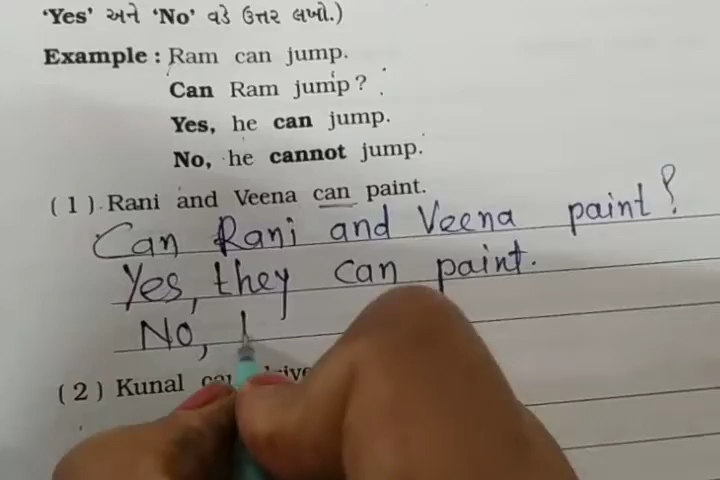 'Yes' અને 'No' વડે ઉત્તર લખો.)
Example : Ram can jump.
Can Ram jump ?
Yes, he can jump.
No, he cannot jump.
( 1 ) Rani and Veena can paint.
Can Rani and Veena paint?
Yes, they can paint.
No,
( 2 ) Kunal